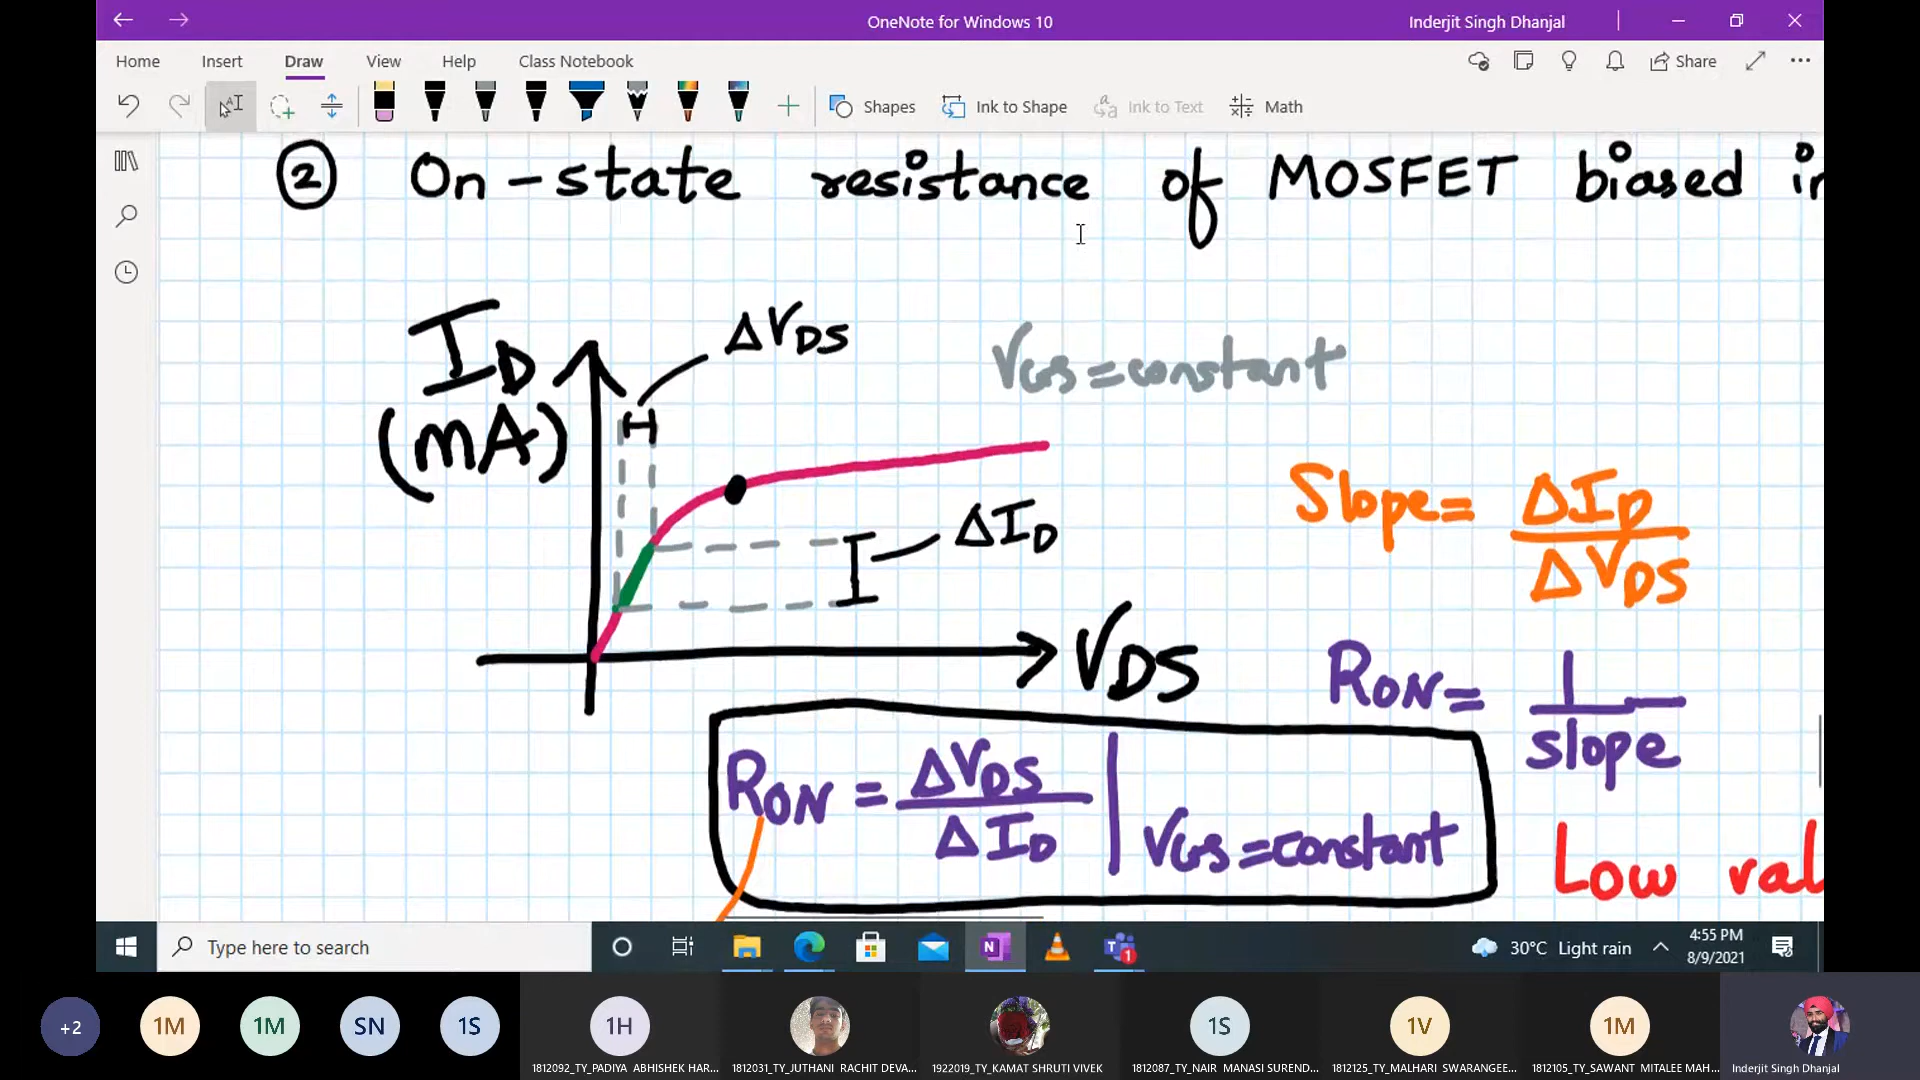 OneNote for Windows 10
Inderjit Singh Dhanjal
Home Insert Draw View Help Class Notebook
Share
Shapes Ink to Shape Ink to Text Math
② On-state resistance of MOSFET biased in
ID
(mA)
ΔVDS
VGS=constant
ΔID
Slope= ΔID
ΔVDS
VDS
RON= 1
slope
RON = ΔVDS
ΔID
VGS=constant
Low val
Type here to search
1
30°C Light rain
4:55 PM
8/9/2021
+2 1M 1M SN 1S 1H 1S 1V 1M
1812092_TY_PADIYA ABHISHEK HAR...
1812031_TY_JUTHANI RACHIT DEVA...
1922019_TY_KAMAT SHRUTI VIVEK
1812087_TY_NAIR MANASI SUREND...
1812125_TY_MALHARI SWARANGEE...
1812105_TY_SAWANT MITALEE MAH...
Inderjit Singh Dhanjal